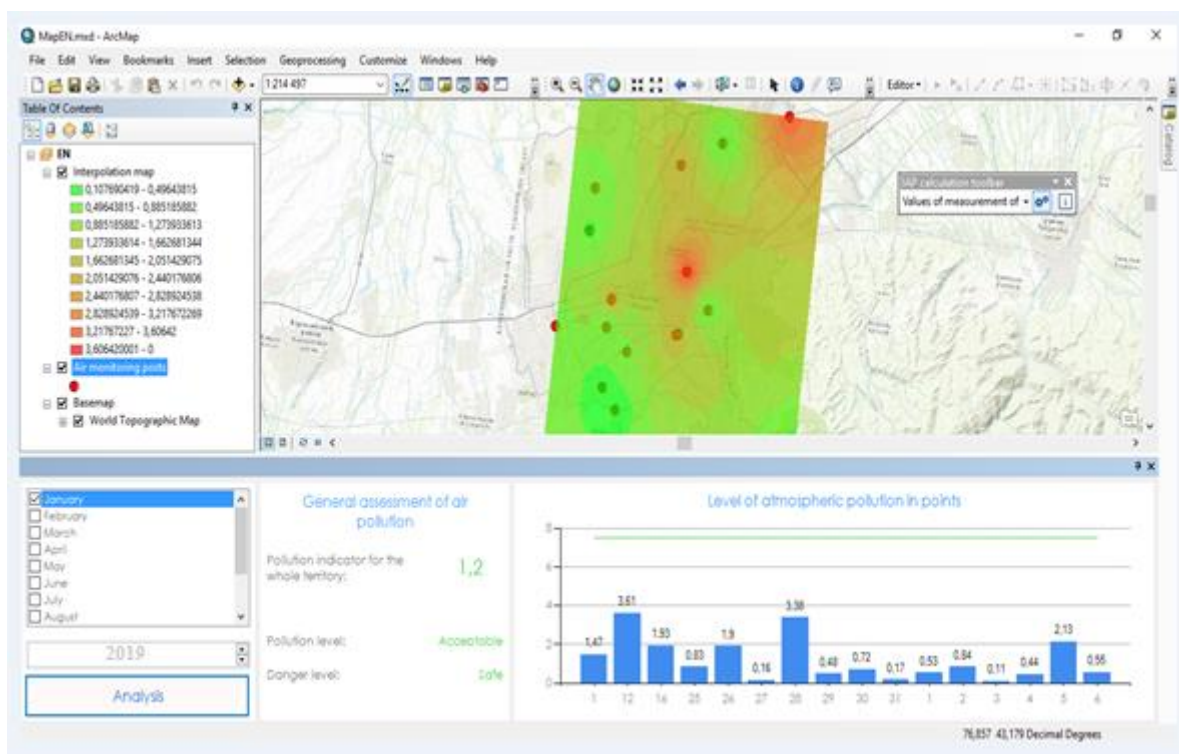 MapEN.mxd - ArcMap
File Edit View Bookmarks Insert Selection Geoprocessing Customize Windows Help
1:214 497
Editor
Table Of Contents
Catalog
EN
Interpolation map
0,107690419 - 0,49643815
0,49643815 - 0,885185882
0,885185882 - 1,273933613
1,273933614 - 1,662681344
1,662681345 - 2,051429075
2,051429076 - 2,440176806
2,440176807 - 2,828924538
2,828924539 - 3,217672269
3,21767227 - 3,60642
3,606420001 - 0
Air monitoring posts
Basemap
World Topographic Map
calculation toolbar
Values of measurement of
January
February
March
April
May
June
July
August
2019
Analysis
General assessment of air
pollution
Pollution indicator for the
whole territory:
1,2
Pollution level: Acceptable
Danger level: Safe
Level of atmospheric pollution in points
8
6
4
2
0
1,47 3,61 1.93 0.83 1.9 0,16 3,38 0,48 0,72 0,17 0,53 0,84 0,11 0,44 2,13 0,56
1 12 16 25 26 27 28 29 30 31 1 2 3 4 5 6
76,857 43,179 Decimal Degrees